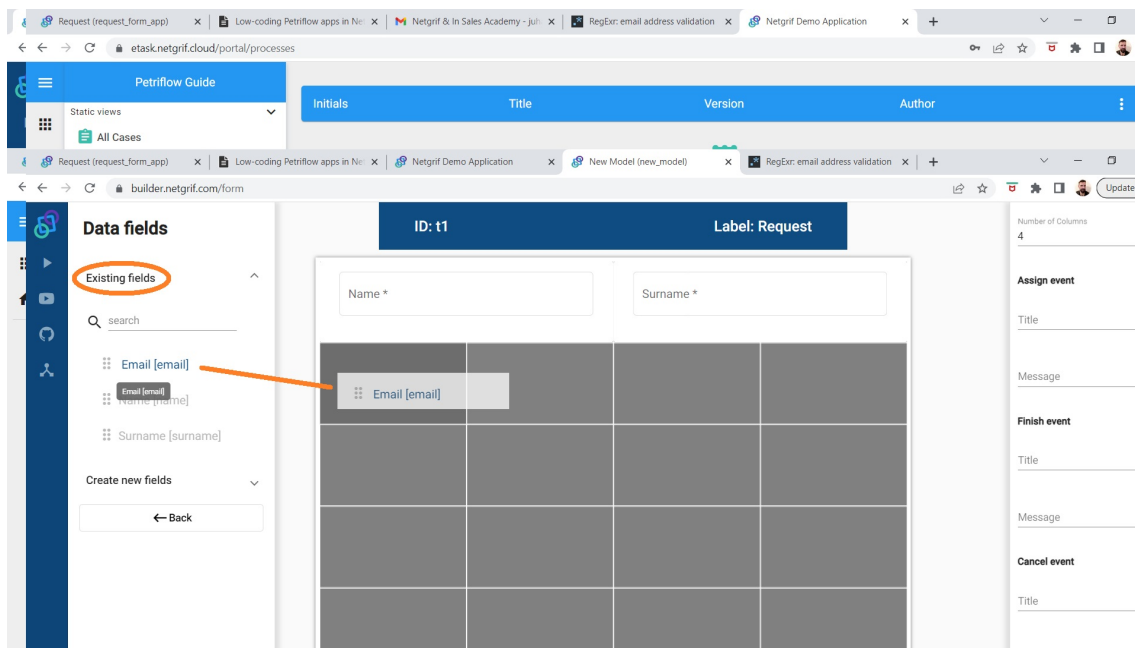 Request (request_form_app)
Low-coding Petriflow apps in Ne
Netgrif & In Sales Academy - juh
RegExr: email address validation
Netgrif Demo Application
etask.netgrif.cloud/portal/processes
Petriflow Guide
Static views
All Cases
Initials Title Version Author
Request (request_form_app)
Low-coding Petriflow apps in Ne
Netgrif Demo Application
New Model (new_model)
RegExr: email address validation
builder.netgrif.com/form
Update
Data fields
Existing fields
search
Email [email]
Email [email]
Name [name]
Surname [surname]
Create new fields
Back
ID: t1 Label: Request
Name * Surname *
Email [email]
Number of Columns
4
Assign event
Title
Message
Finish event
Title
Message
Cancel event
Title